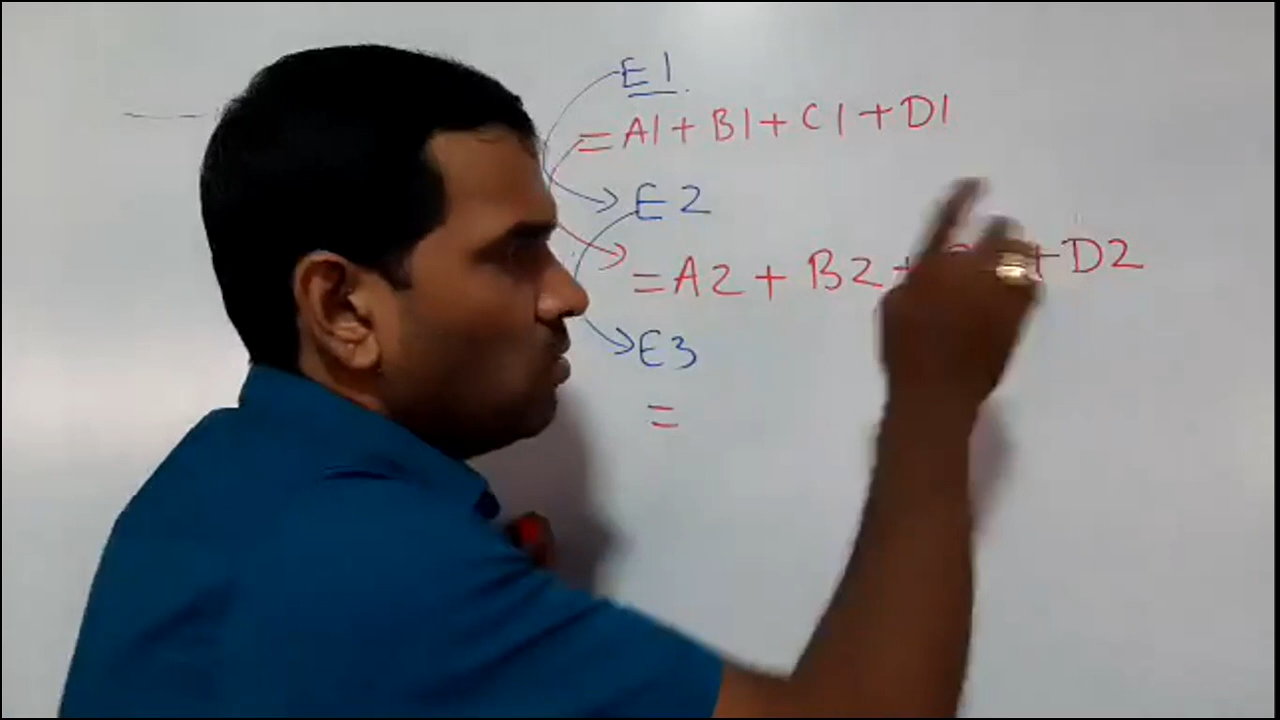 E1
=A1+B1+C1+D1
E2
=A2+B2+ +D2
E3
=